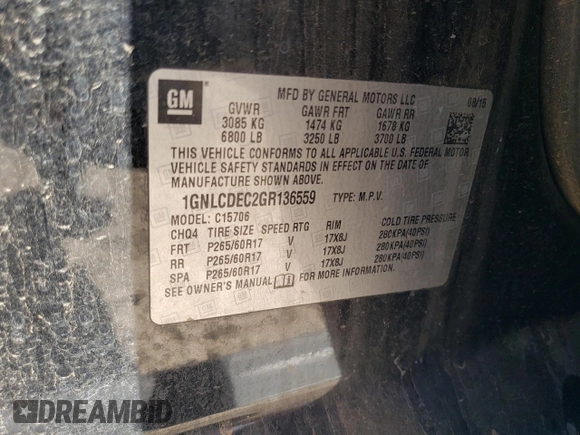 GM
MFD BY GENERAL MOTORS LLC 08/15
GVWR GAWR FRT GAWR RR
3085 KG 1474 KG 1678 KG
6800 LB 3250 LB 3700 LB
THIS VEHICLE CONFORMS TO ALL APPLICABLE U.S. FEDERAL MOTOR
VEHICLE SAFETY STANDARDS IN EFFECT ON THE DATE OF
MANUFACTURE SHOWN ABOVE.
1GNLCDEC2GR136559 TYPE: M.P.V.
MODEL: C15706
CHQ4 TIRE SIZE SPEED RTG RIM COLD TIRE PRESSURE
FRT P265/60R17 V 17X8J 280KPA(40PSI)
RR P265/60R17 V 17X8J 280KPA(40PSI)
SPA P265/60R17 V 17X8J 280KPA(40PSI)
SEE OWNER'S MANUAL FOR MORE INFORMATION.
DREAMBID